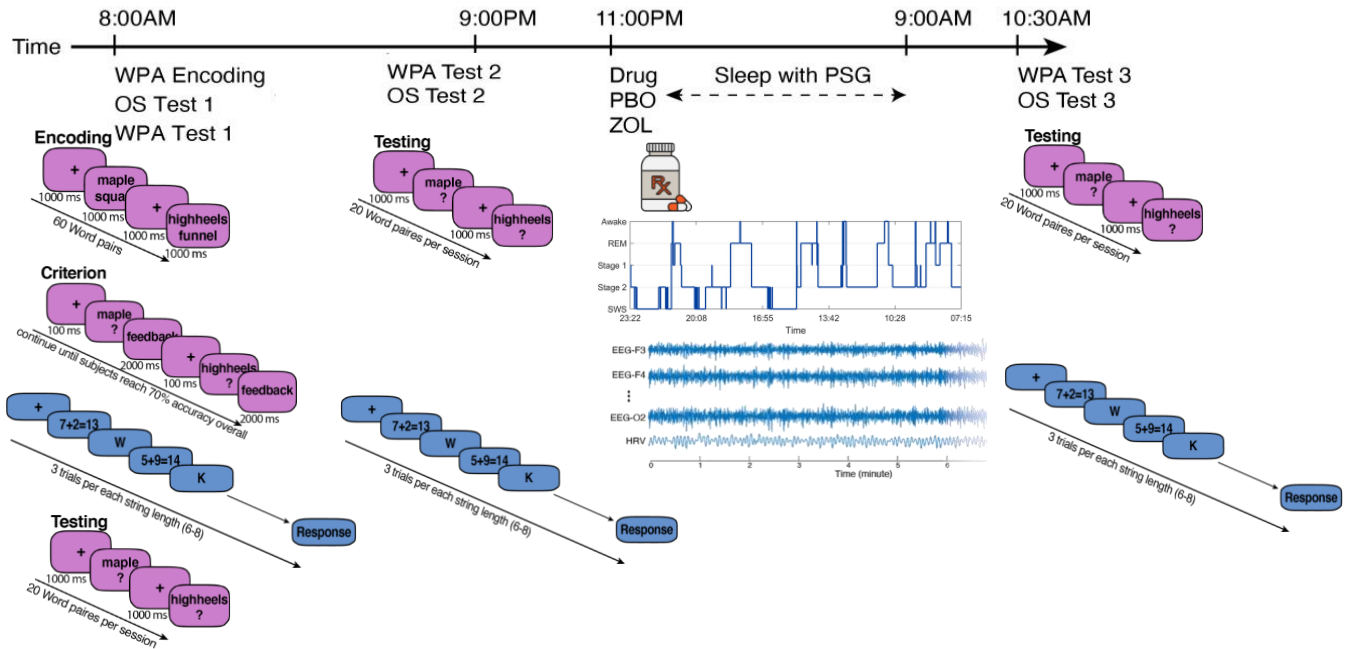 8:00AM
9:00PM
11:00PM
9:00AM
10:30AM
Time
WPA Encoding
OS Test 1
WPA Test 1
WPA Test 2
OS Test 2
Drug
PBO
ZOL
Sleep with PSG
WPA Test 3
OS Test 3
Encoding
+
1000 ms
maple
squa
1000 ms
+
1000 ms
highheels
funnel
1000 ms
60 Word pairs
Criterion
+
100 ms
maple
?
feedback
2000 ms
+
100 ms
highheels
?
feedback
2000 ms
continue until subjects reach 70% accuracy overall
+
7+2=13
W
5+9=14
K
Response
3 trials per each string length (6-8)
Testing
+
1000 ms
maple
?
+
1000 ms
highheels
?
20 Word paires per session
Testing
+
1000 ms
maple
?
+
1000 ms
highheels
?
20 Word paires per session
+
7+2=13
W
5+9=14
K
Response
3 trials per each string length (6-8)
Rx
Awake
REM
Stage 1
Stage 2
SWS
23:22
20:08
16:55
13:42
10:28
07:15
Time
EEG-F3
EEG-F4
EEG-O2
HRV
0
1
2
3
4
5
6
Time (minute)
Testing
+
1000 ms
maple
?
+
1000 ms
highheels
?
20 Word paires per session
+
7+2=13
W
5+9=14
K
Response
3 trials per each string length (6-8)